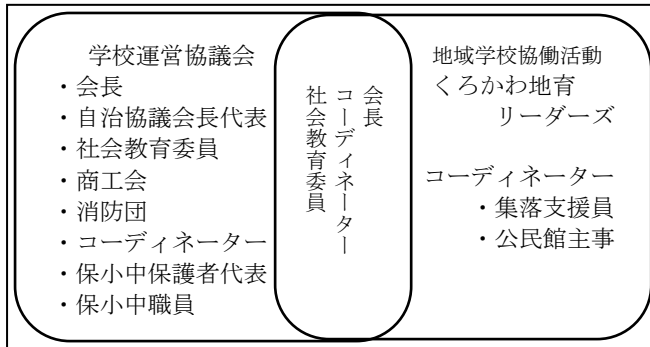 学校運営協議会
・会長
・自治協議会長代表
・社会教育委員
・商工会
・消防団
・コーディネーター
・保小中保護者代表
・保小中職員
会長
コーディネーター
社会教育委員
地域学校協働活動
くろかわ地育
リーダーズ
コーディネーター
・集落支援員
・公民館主事